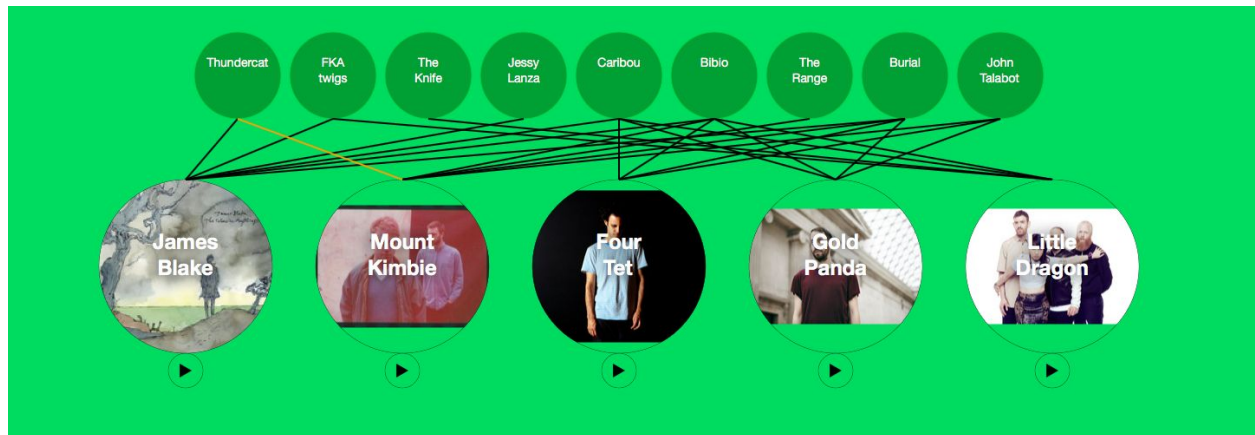 Thundercat
FKA
twigs
The
Knife
Jessy
Lanza
Caribou
Bibio
The
Range
Burial
John
Talabot
James
Blake
Mount
Kimbie
Four
Tet
Gold
Panda
Little
Dragon